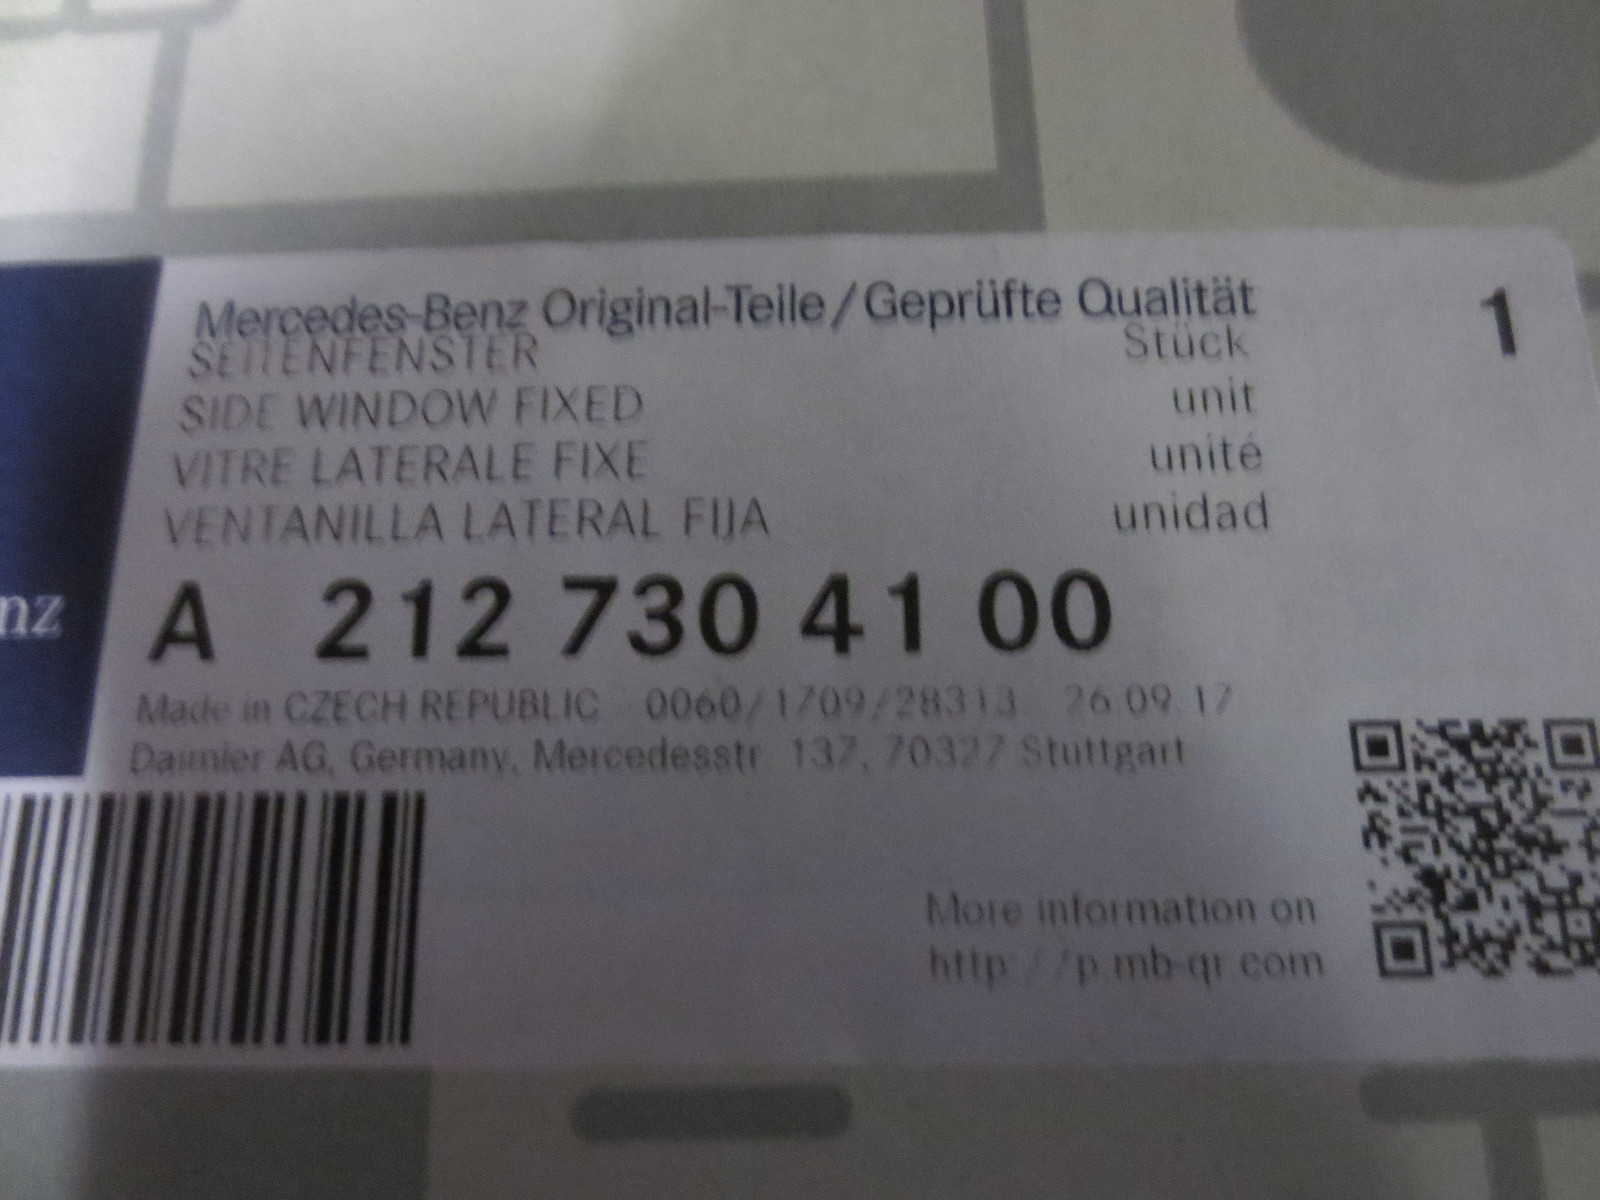 Mercedes-Benz Original-Teile/Geprüfte Qualität 1
SEITENFENSTER Stück
SIDE WINDOW FIXED unit
VITRE LATERALE FIXE unité
VENTANILLA LATERAL FIJA unidad
nz
A 212 730 41 00
Made in CZECH REPUBLIC 0060/1709/28313 26.09.17
Daimler AG, Germany, Mercedesstr. 137, 70327 Stuttgart
More information on
http://p.mb-qr.com